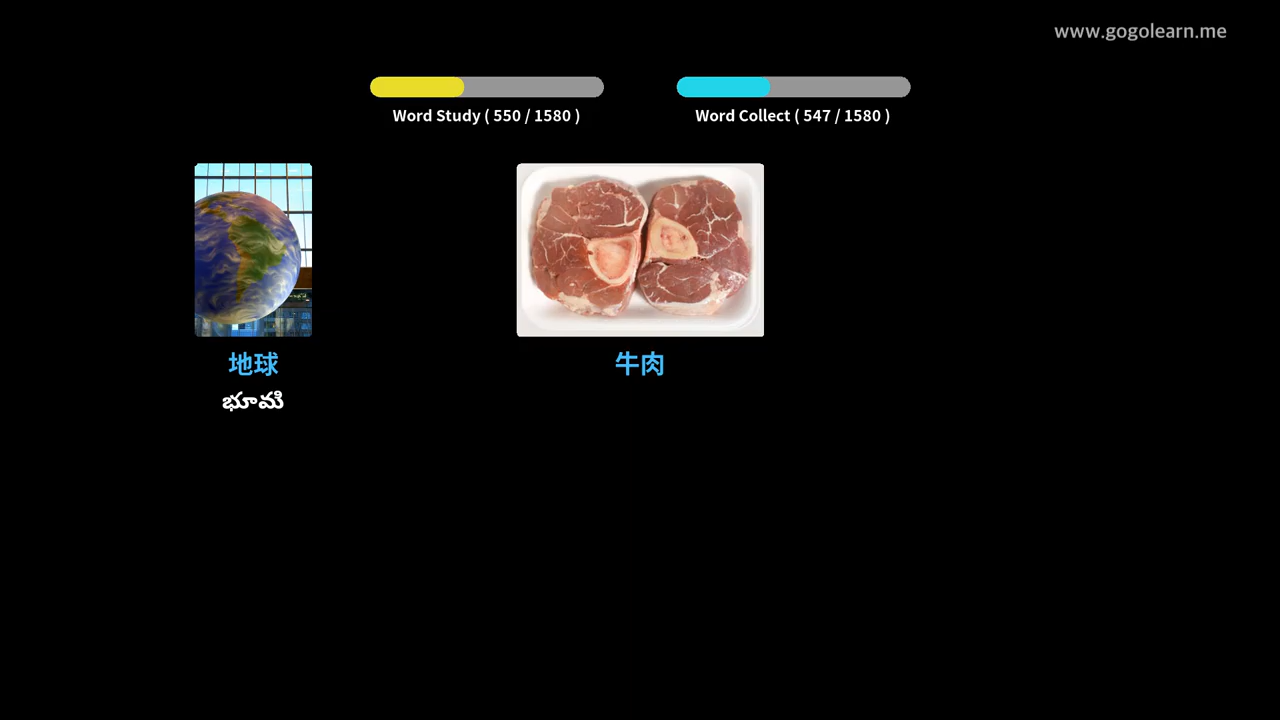 www.gogolearn.me
Word Study ( 550 / 1580 )
Word Collect ( 547 / 1580 )
地球
భూమి
牛肉